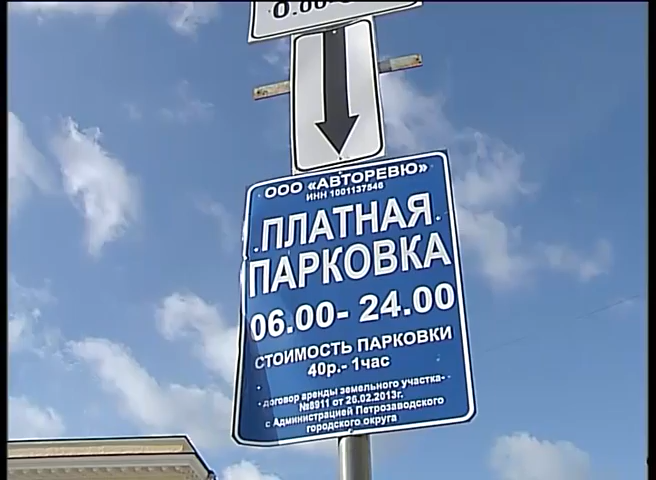 ООО «АВТОРЕВЮ»
ИНН 1001137546
ПЛАТНАЯ
ПАРКОВКА
06.00- 24.00
СТОИМОСТЬ ПАРКОВКИ
40р.- 1час
договор аренды земельного участка-
№8911 от 26.02.2013г.
с Администрацией Петрозаводского
городского округа